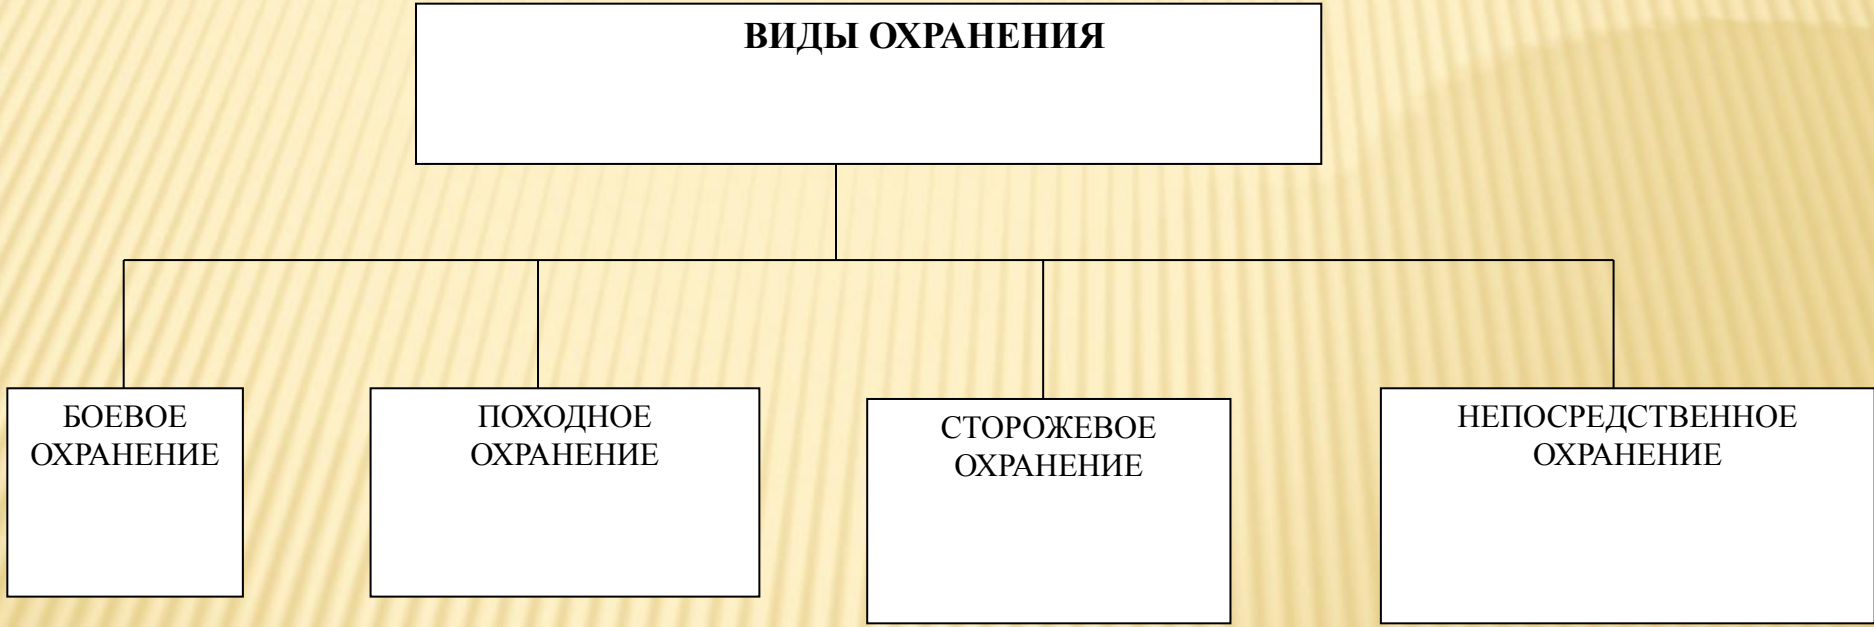 ВИДЫ ОХРАНЕНИЯ
БОЕВОЕ
ОХРАНЕНИЕ
ПОХОДНОЕ
ОХРАНЕНИЕ
СТОРОЖЕВОЕ
ОХРАНЕНИЕ
НЕПОСРЕДСТВЕННОЕ
ОХРАНЕНИЕ